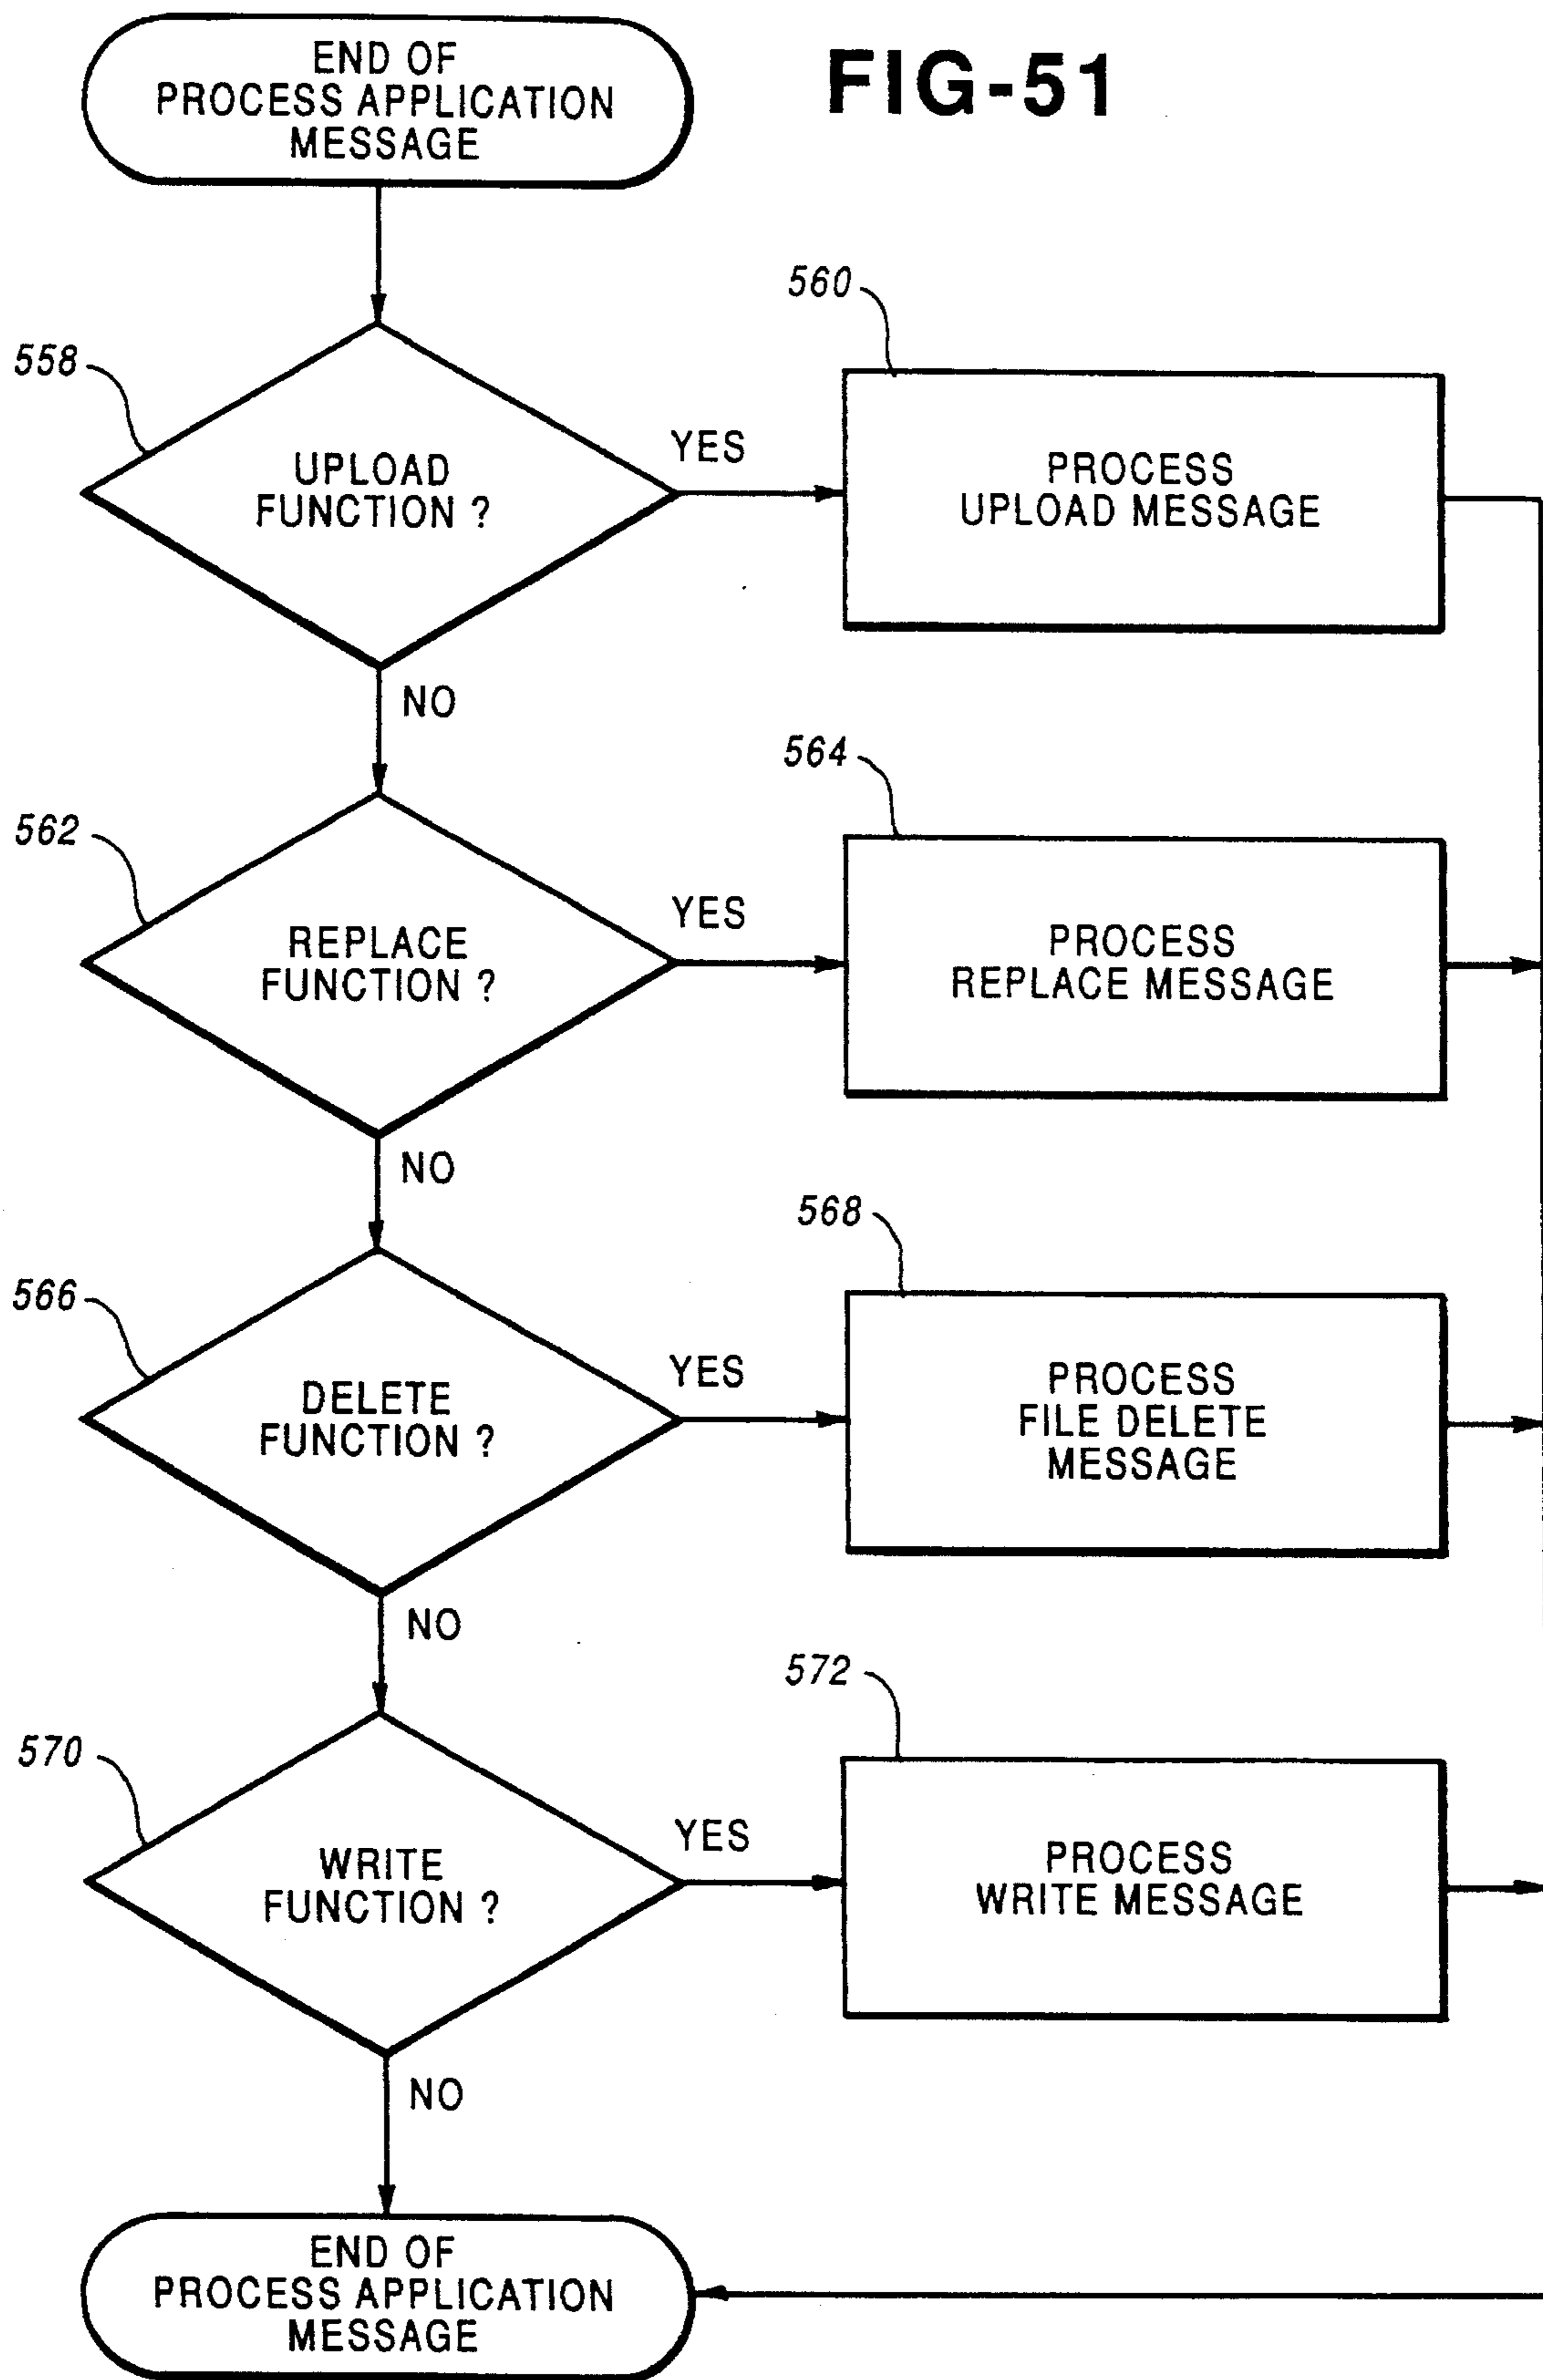 END OF
PROCESS APPLICATION
MESSAGE
FIG-51
558
UPLOAD
FUNCTION ?
YES
560
PROCESS
UPLOAD MESSAGE
NO
562
REPLACE
FUNCTION ?
YES
564
PROCESS
REPLACE MESSAGE
NO
566
DELETE
FUNCTION ?
YES
568
PROCESS
FILE DELETE
MESSAGE
NO
570
WRITE
FUNCTION ?
YES
572
PROCESS
WRITE MESSAGE
NO
END OF
PROCESS APPLICATION
MESSAGE